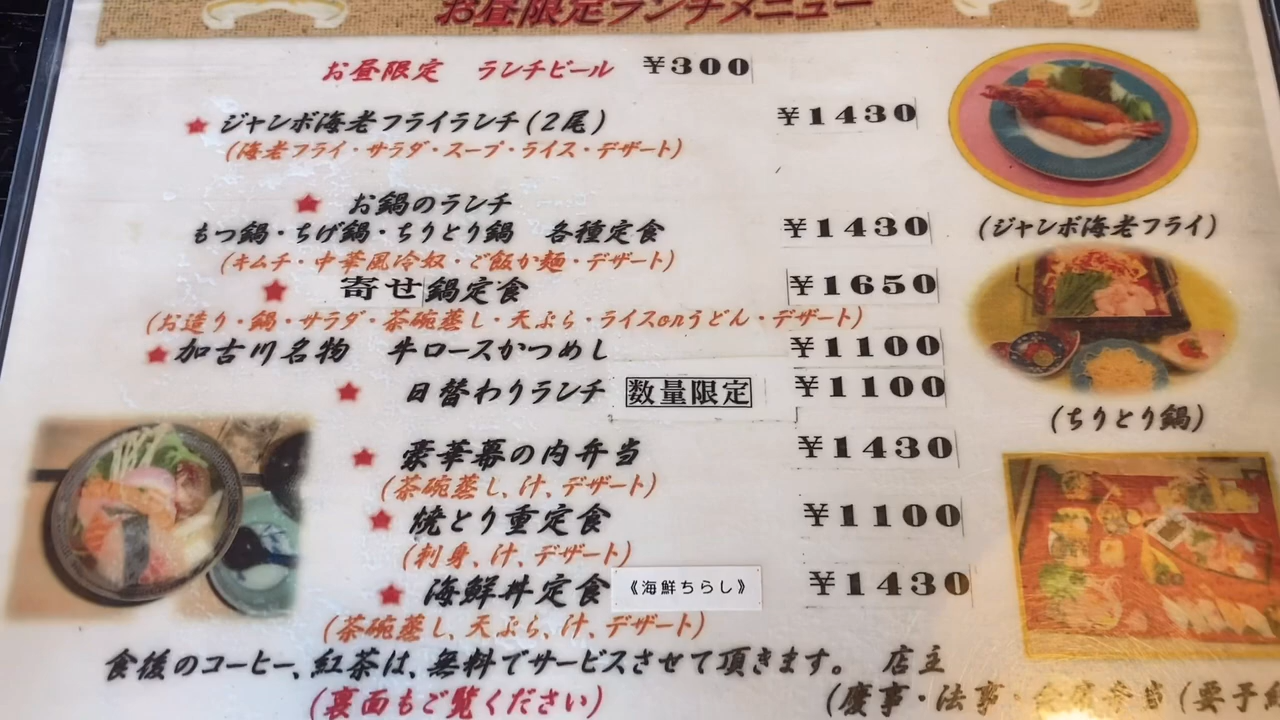 お昼限定ランチメニュー
お昼限定 ランチビール ¥300
★ジャンボ海老フライランチ(2尾) ¥1430
(海老フライ・サラダ・スープ・ライス・デザート)
(ジャンボ海老フライ)
★お鍋のランチ
もつ鍋・ちげ鍋・ちりとり鍋 各種定食 ¥1430
(キムチ・中華風冷奴・ご飯か麺・デザート)
★寄せ鍋定食 ¥1650
(お造り・鍋・サラダ・茶碗蒸し・天ぷら・ライスorうどん・デザート)
★加古川名物 牛ロースかつめし ¥1100
★日替わりランチ 数量限定 ¥1100
(ちりとり鍋)
★豪華幕の内弁当 ¥1430
(茶碗蒸し、汁、デザート)
★焼とり重定食 ¥1100
(刺身、汁、デザート)
★海鮮丼定食 《海鮮ちらし》 ¥1430
(茶碗蒸し、天ぷら、汁、デザート)
食後のコーヒー、紅茶は、無料でサービスさせて頂きます。 店主
(裏面もご覧ください)
(慶事・法事・弁当(要予